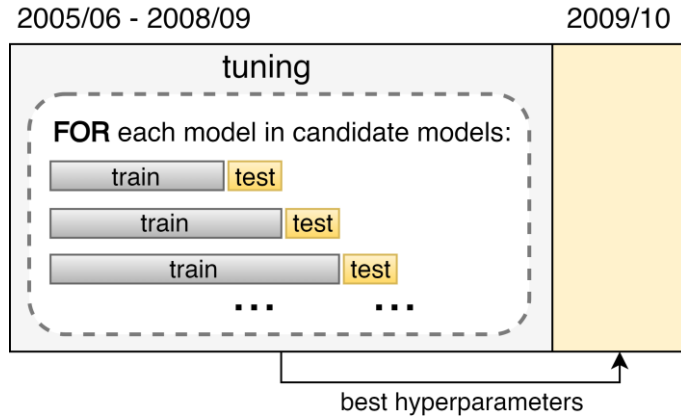 2005/06 - 2008/09
2009/10
tuning
FOR each model in candidate models:
train test
train test
train test
... ...
best hyperparameters